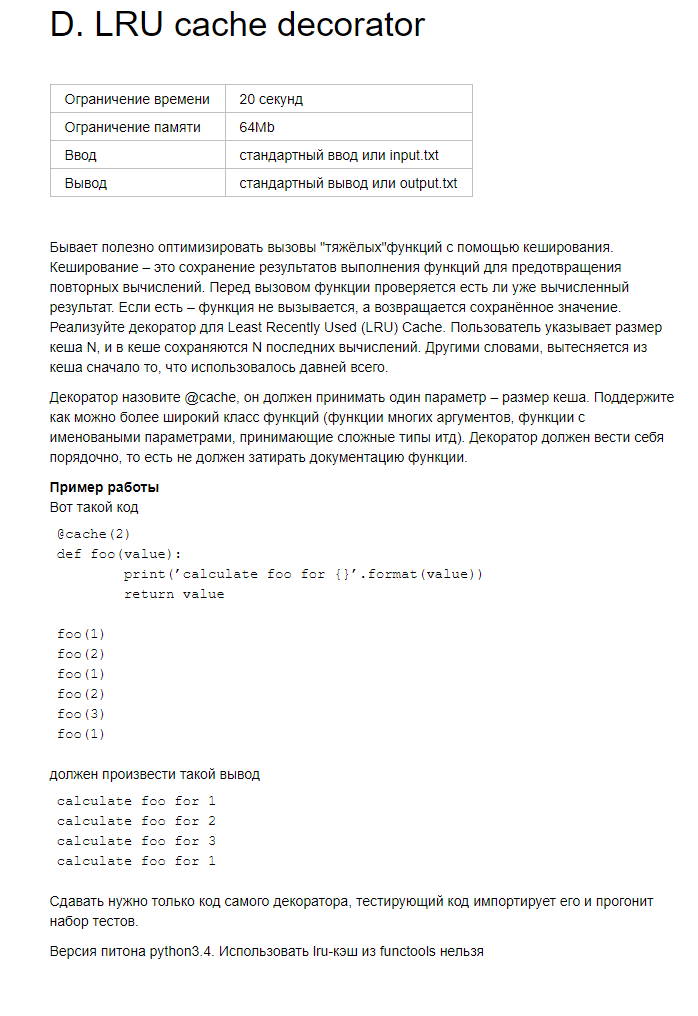 D. LRU cache decorator
Ограничение времени 20 секунд
Ограничение памяти 64Mb
Ввод стандартный ввод или input.txt
Вывод стандартный вывод или output.txt
Бывает полезно оптимизировать вызовы "тяжёлых"функций с помощью кеширования.
Кеширование – это сохранение результатов выполнения функций для предотвращения
повторных вычислений. Перед вызовом функции проверяется есть ли уже вычисленный
результат. Если есть – функция не вызывается, а возвращается сохранённое значение.
Реализуйте декоратор для Least Recently Used (LRU) Cache. Пользователь указывает размер
кеша N, и в кеше сохраняются N последних вычислений. Другими словами, вытесняется из
кеша сначало то, что использовалось давней всего.
Декоратор назовите @cache, он должен принимать один параметр – размер кеша. Поддержите
как можно более широкий класс функций (функции многих аргументов, функции с
именоваными параметрами, принимающие сложные типы итд). Декоратор должен вести себя
порядочно, то есть не должен затирать документацию функции.
Пример работы
Вот такой код
@cache(2)
def foo(value):
print(’calculate foo for {}’.format(value))
return value
foo(1)
foo(2)
foo(1)
foo(2)
foo(3)
foo(1)
должен произвести такой вывод
calculate foo for 1
calculate foo for 2
calculate foo for 3
calculate foo for 1
Сдавать нужно только код самого декоратора, тестирующий код импортирует его и прогонит
набор тестов.
Версия питона python3.4. Использовать lru-кэш из functools нельзя